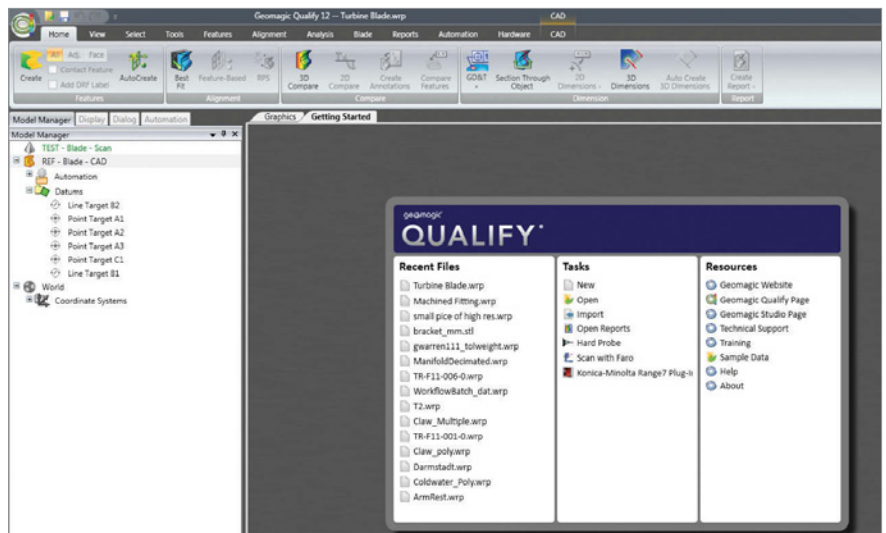 Geomagic Qualify 12 -- Turbine Blade.wrp
CAD
Home View Select Tools Features Alignment Analysis Blade Reports Automation Hardware CAD
Create
Ref Adj. Face
Contact Feature
Add DRF Label
AutoCreate
Features
Best Fit
Feature-Based
RPS
Alignment
3D Compare
2D Compare
Create Annotations
Compare Features
Compare
GD&T
Section Through Object
2D Dimensions
3D Dimensions
Auto Create 3D Dimensions
Dimension
Create Report
Report
Model Manager Display Dialog Automation
Graphics Getting Started
Model Manager
TEST - Blade - Scan
REF - Blade - CAD
Automation
Datums
Line Target B2
Point Target A1
Point Target A2
Point Target A3
Point Target C1
Line Target B1
World
Coordinate Systems
geomagic
QUALIFY
Recent Files
Turbine Blade.wrp
Machined Fitting.wrp
small pice of high res.wrp
bracket_mm.stl
gwarren111_tolweight.wrp
ManifoldDecimated.wrp
TR-F11-006-0.wrp
WorkflowBatch_dat.wrp
T2.wrp
Claw_Multiple.wrp
TR-F11-001-0.wrp
Claw_poly.wrp
Darmstadt.wrp
Coldwater_Poly.wrp
ArmRest.wrp
Tasks
New
Open
Import
Open Reports
Hard Probe
Scan with Faro
Konica-Minolta Range7 Plug-In
Resources
Geomagic Website
Geomagic Qualify Page
Geomagic Studio Page
Technical Support
Training
Sample Data
Help
About